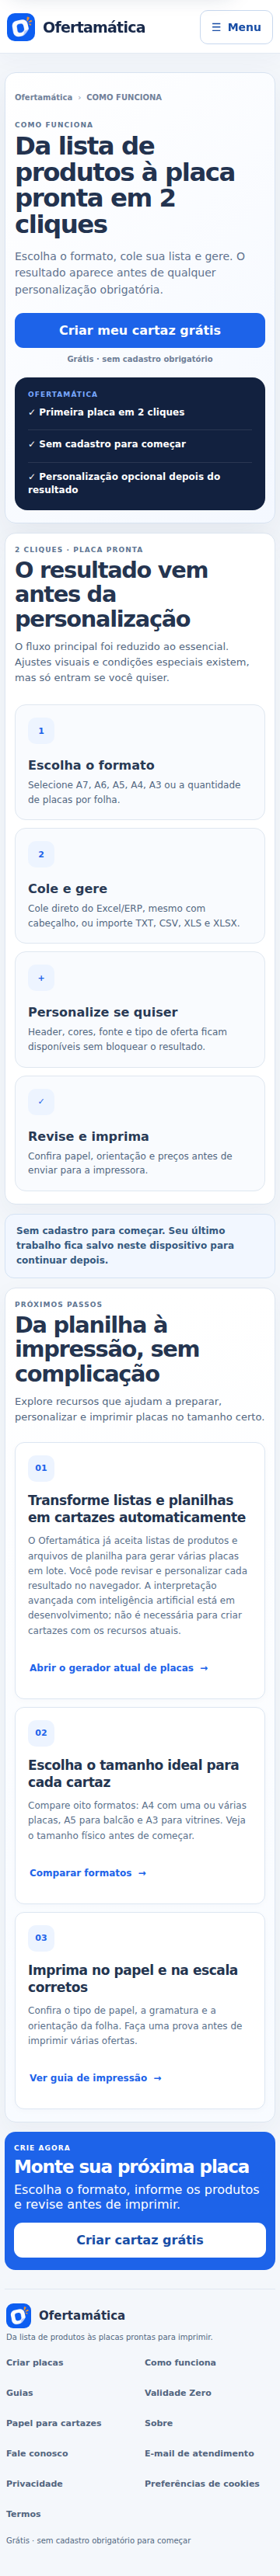 Ofertamática
☰ Menu
Ofertamática › COMO FUNCIONA
COMO FUNCIONA
Da lista de
produtos à placa
pronta em 2
cliques
Escolha o formato, cole sua lista e gere. O
resultado aparece antes de qualquer
personalização obrigatória.
Criar meu cartaz grátis
Grátis · sem cadastro obrigatório
OFERTAMÁTICA
✓ Primeira placa em 2 cliques
✓ Sem cadastro para começar
✓ Personalização opcional depois do
resultado
2 CLIQUES · PLACA PRONTA
O resultado vem
antes da
personalização
O fluxo principal foi reduzido ao essencial.
Ajustes visuais e condições especiais existem,
mas só entram se você quiser.
1
Escolha o formato
Selecione A7, A6, A5, A4, A3 ou a quantidade
de placas por folha.
2
Cole e gere
Cole direto do Excel/ERP, mesmo com
cabeçalho, ou importe TXT, CSV, XLS e XLSX.
+
Personalize se quiser
Header, cores, fonte e tipo de oferta ficam
disponíveis sem bloquear o resultado.
✓
Revise e imprima
Confira papel, orientação e preços antes de
enviar para a impressora.
Sem cadastro para começar. Seu último
trabalho fica salvo neste dispositivo para
continuar depois.
PRÓXIMOS PASSOS
Da planilha à
impressão, sem
complicação
Explore recursos que ajudam a preparar,
personalizar e imprimir placas no tamanho certo.
01
Transforme listas e planilhas
em cartazes automaticamente
O Ofertamática já aceita listas de produtos e
arquivos de planilha para gerar várias placas
em lote. Você pode revisar e personalizar cada
resultado no navegador. A interpretação
avançada com inteligência artificial está em
desenvolvimento; não é necessária para criar
cartazes com os recursos atuais.
Abrir o gerador atual de placas →
02
Escolha o tamanho ideal para
cada cartaz
Compare oito formatos: A4 com uma ou várias
placas, A5 para balcão e A3 para vitrines. Veja
o tamanho físico antes de começar.
Comparar formatos →
03
Imprima no papel e na escala
corretos
Confira o tipo de papel, a gramatura e a
orientação da folha. Faça uma prova antes de
imprimir várias ofertas.
Ver guia de impressão →
CRIE AGORA
Monte sua próxima placa
Escolha o formato, informe os produtos
e revise antes de imprimir.
Criar cartaz grátis
Ofertamática
Da lista de produtos às placas prontas para imprimir.
Criar placas
Como funciona
Guias
Validade Zero
Papel para cartazes
Sobre
Fale conosco
E-mail de atendimento
Privacidade
Preferências de cookies
Termos
Grátis · sem cadastro obrigatório para começar